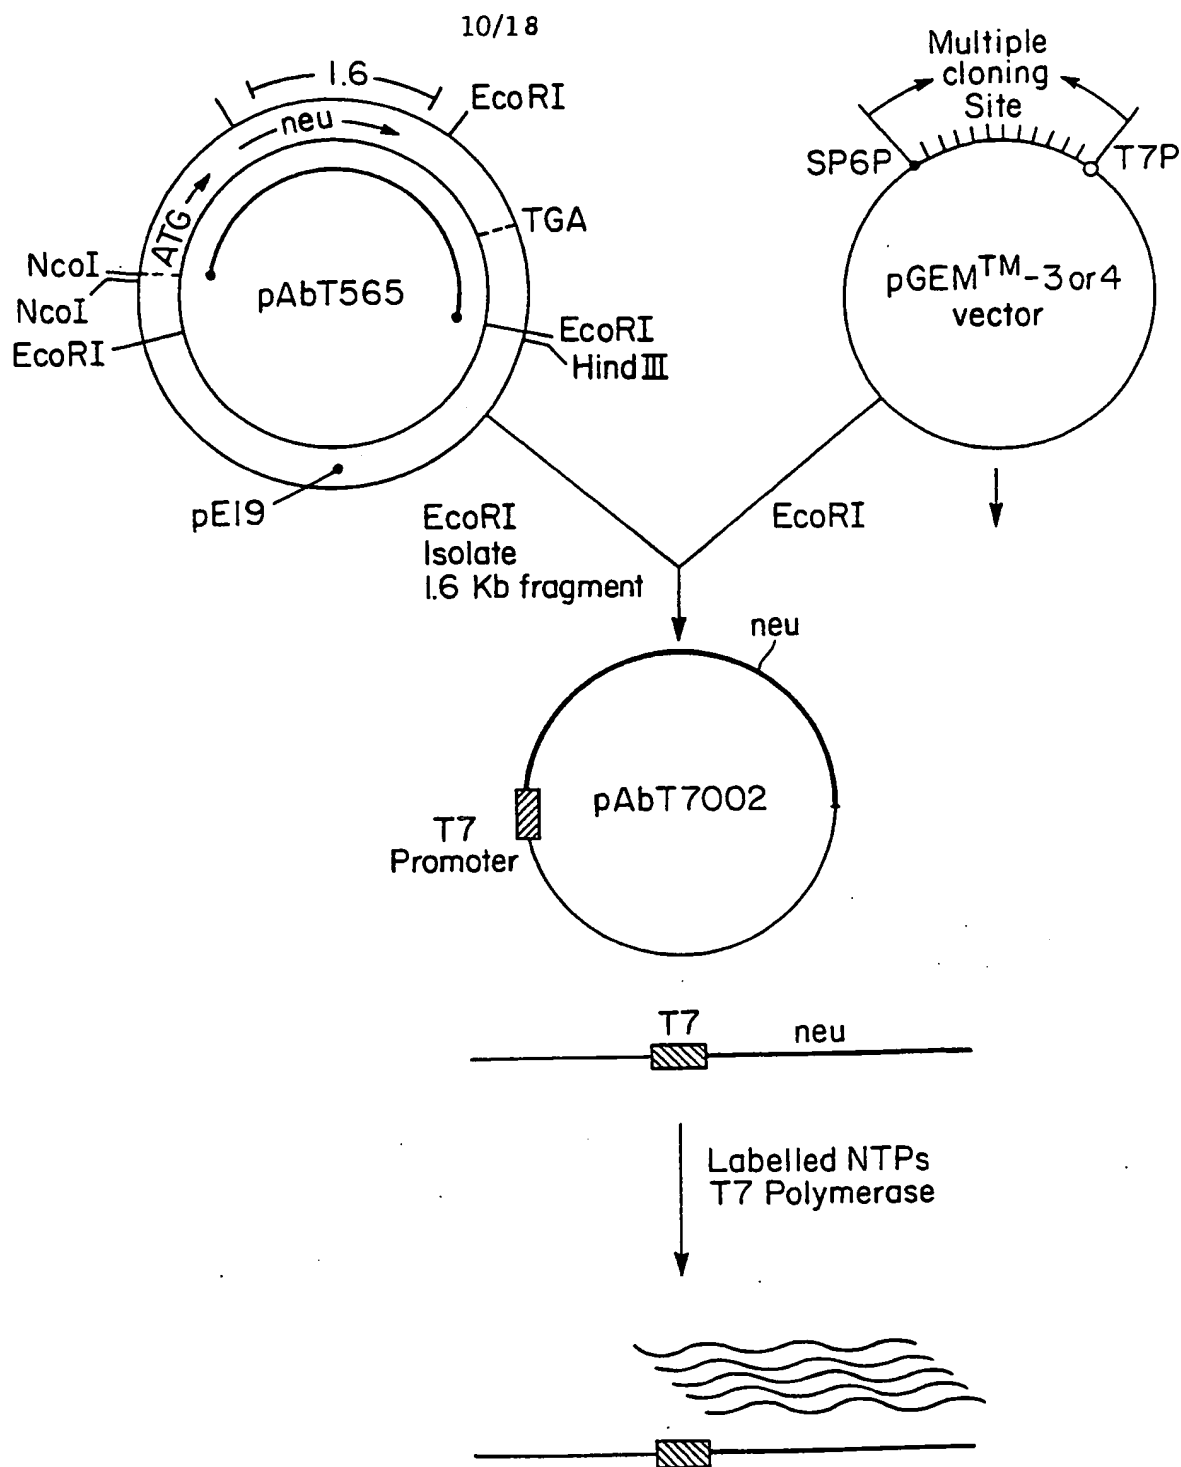 10/18
1.6
EcoRI
neu
ATG
TGA
NcoI
NcoI
EcoRI
pAbT565
EcoRI
Hind III
pE19
Multiple
cloning
Site
SP6P
T7P
pGEM™-3 or 4
vector
EcoRI
Isolate
1.6 Kb fragment
EcoRI
neu
pAbT7002
T7
Promoter
T7
neu
Labelled NTPs
T7 Polymerase